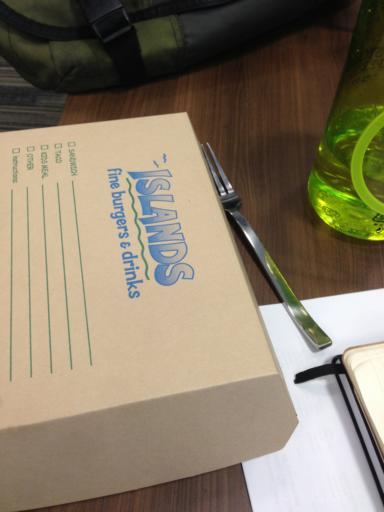 ISLANDS
fine burgers & drinks
SANDWICH
TACO
KIDS MEAL
OTHER
Instructions: